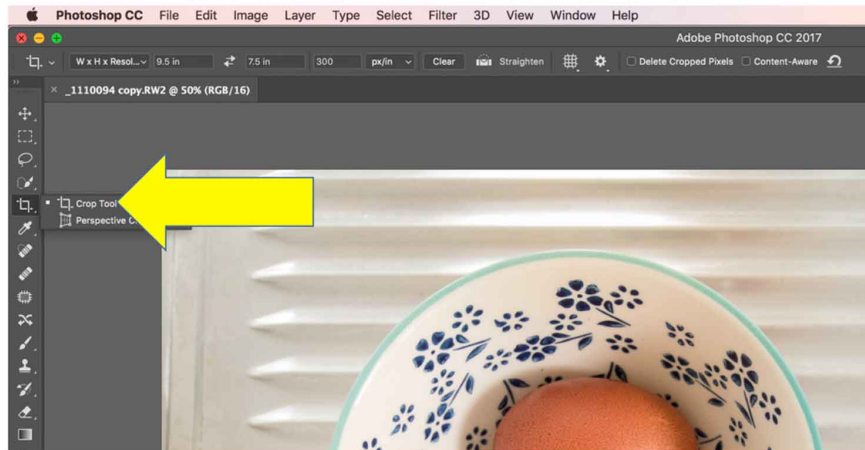 Photoshop CC File Edit Image Layer Type Select Filter 3D View Window Help
Adobe Photoshop CC 2017
W x H x Resol... 9.5 in 7.5 in 300 px/in Clear Straighten Delete Cropped Pixels Content-Aware
× _1110094 copy.RW2 @ 50% (RGB/16)
Crop Tool
Perspective